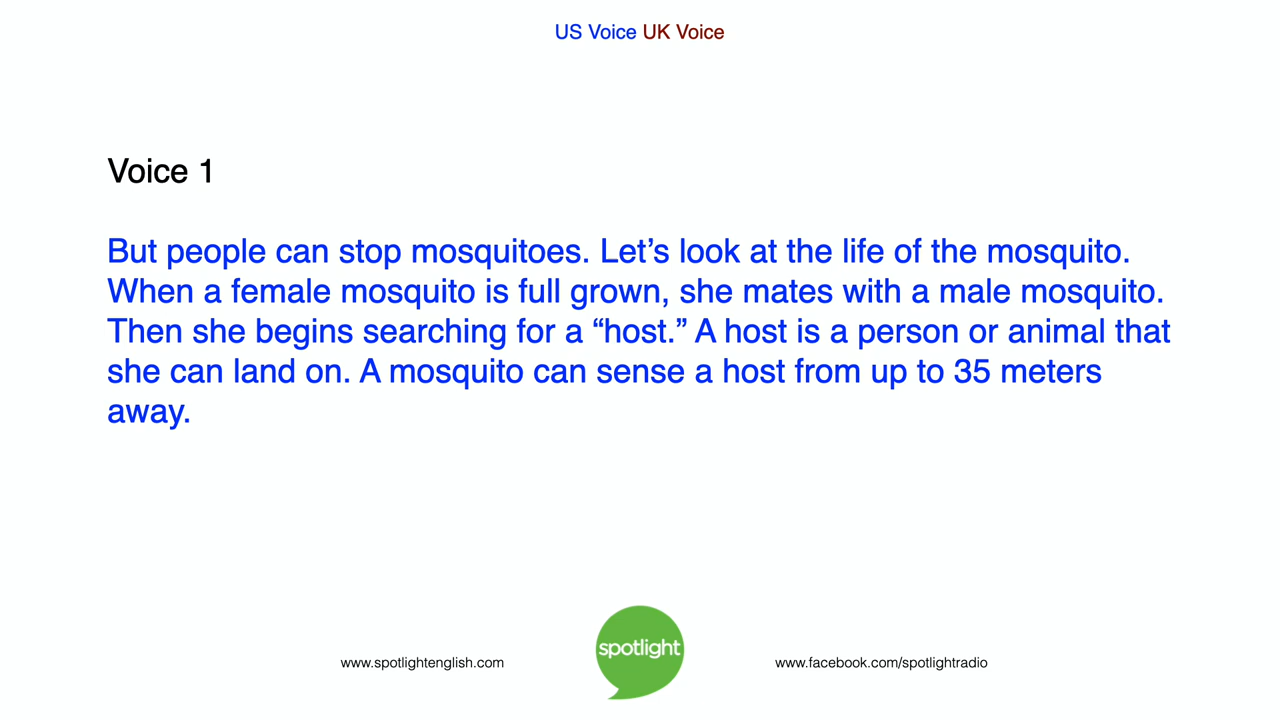 US Voice UK Voice
Voice 1
But people can stop mosquitoes. Let’s look at the life of the mosquito.
When a female mosquito is full grown, she mates with a male mosquito.
Then she begins searching for a “host.” A host is a person or animal that
she can land on. A mosquito can sense a host from up to 35 meters
away.
www.spotlightenglish.com
spotlight
www.facebook.com/spotlightradio